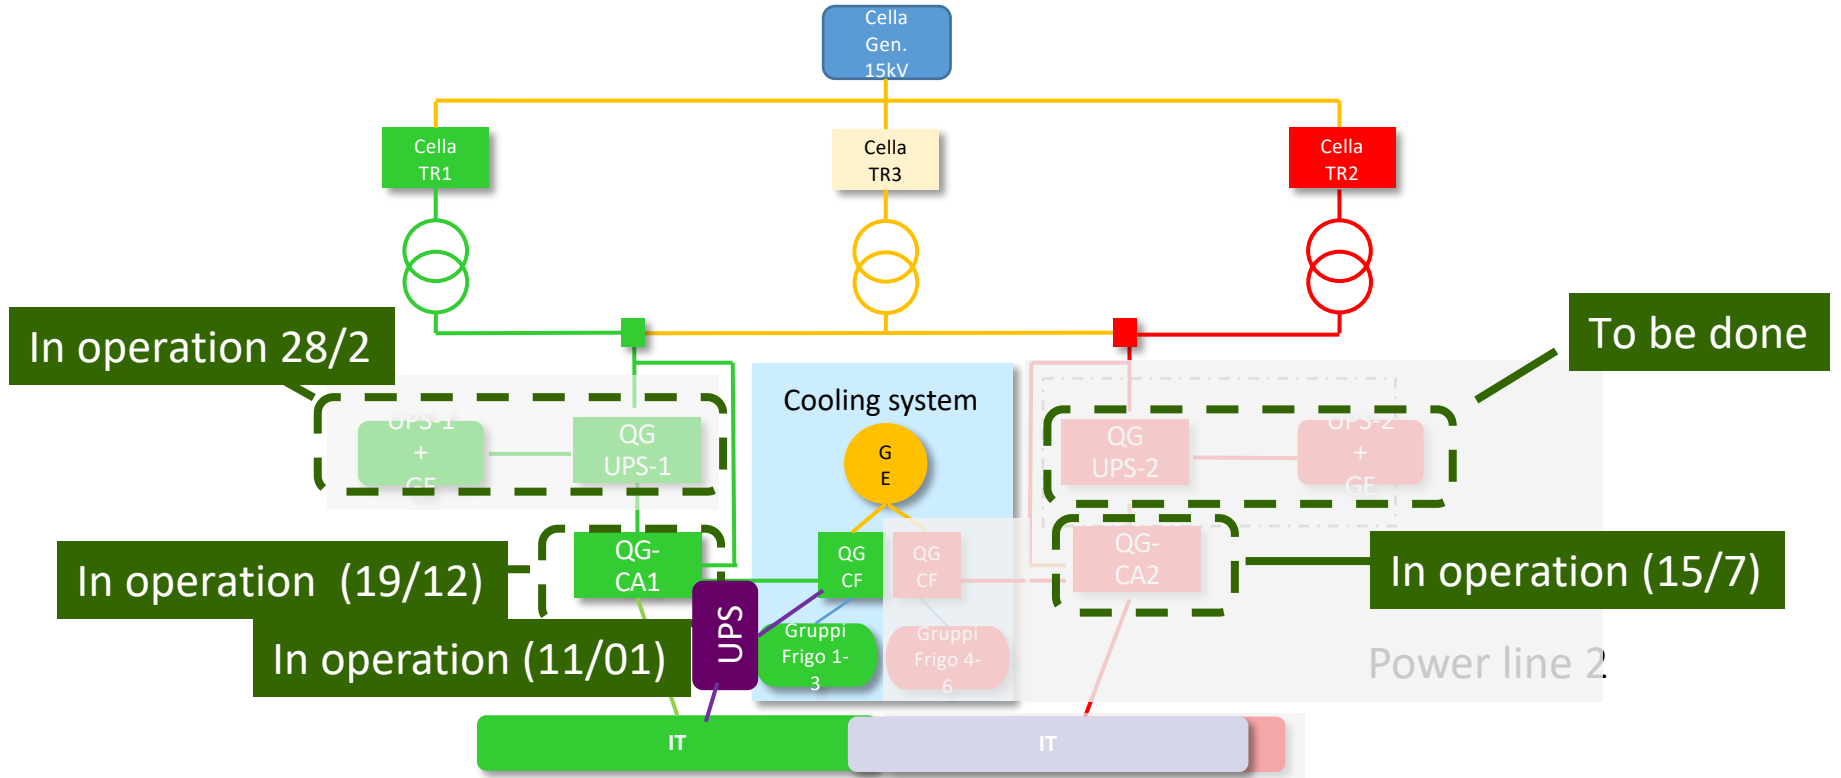 Cella
Gen.
15kV
Cella
TR1
Cella
TR3
Cella
TR2
In operation 28/2
To be done
Cooling system
UPS-1
+
GE
QG
UPS-1
G
E
QG
UPS-2
UPS-2
+
GE
In operation  (19/12)
QG-
CA1
QG
CF
QG
CF
QG-
CA2
In operation (15/7)
In operation (11/01)
UPS
Gruppi
Frigo 1-
3
Gruppi
Frigo 4-
6
Power line 2
IT
IT